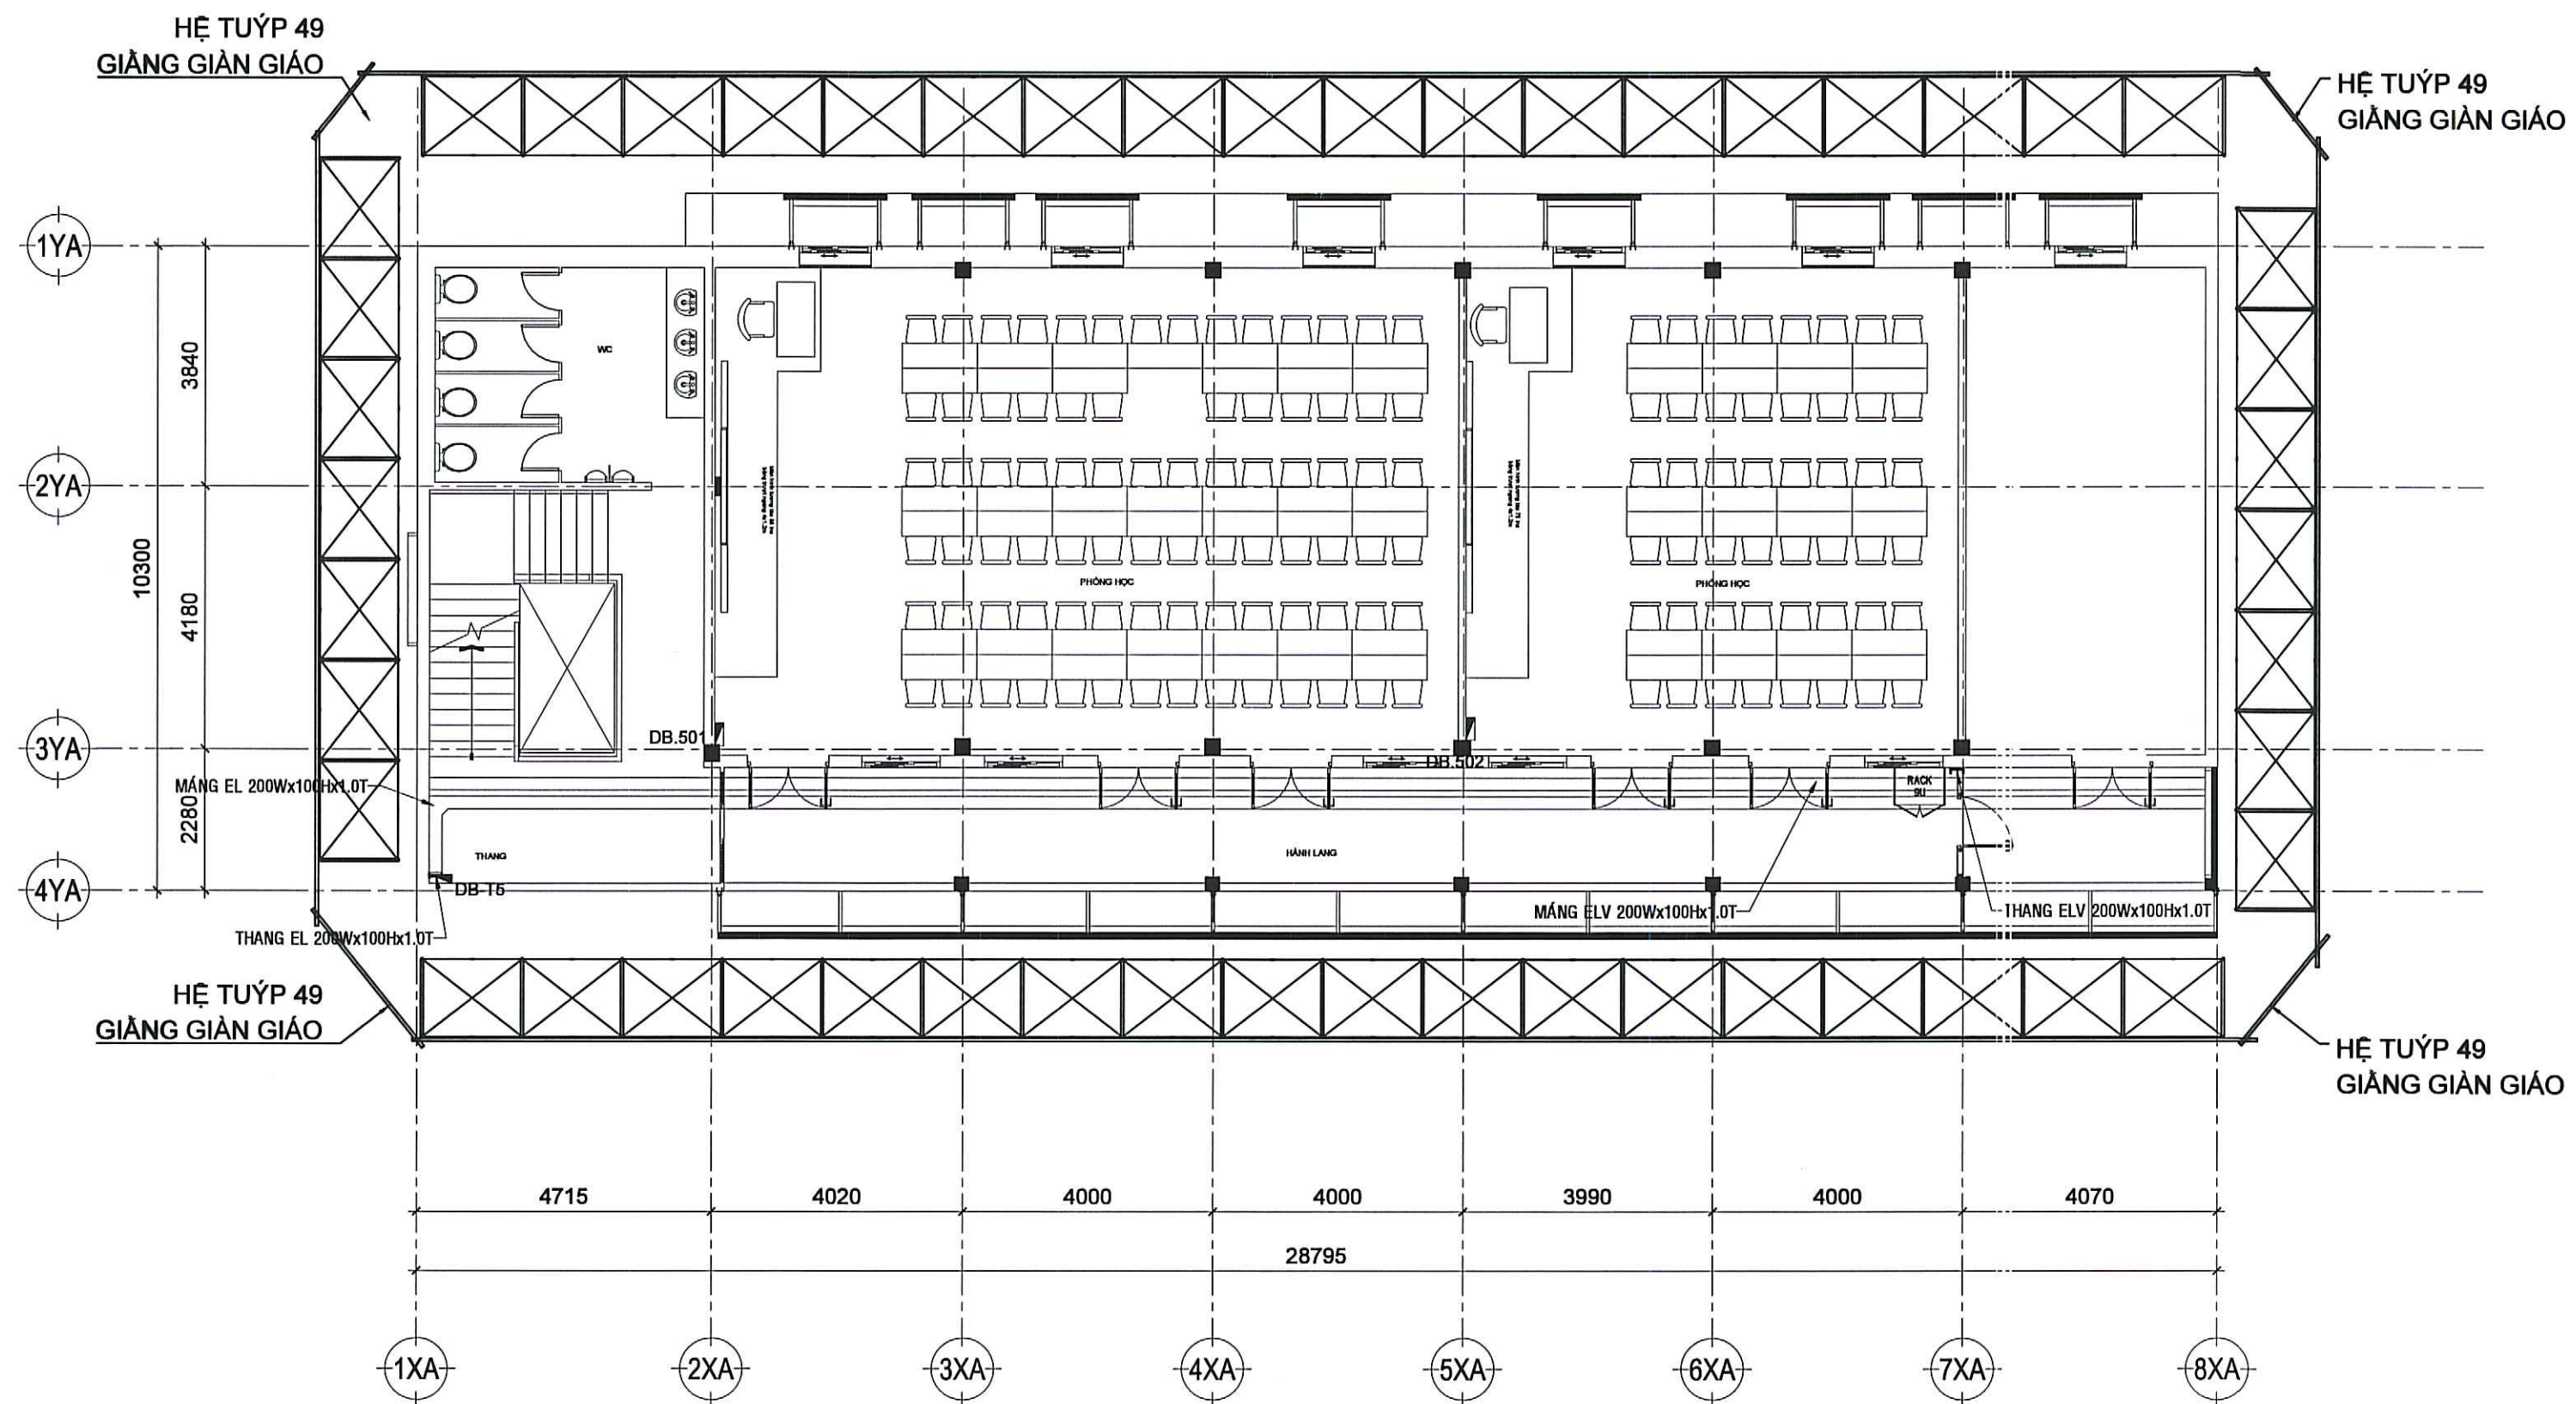 HỆ TUÝP 49
GIẰNG GIÀN GIÁO
HỆ TUÝP 49
GIẰNG GIÀN GIÁO
1YA
2YA
3YA
4YA
3840
4180
2280
10300
WC
PHÒNG HỌC
PHÒNG HỌC
DB.501
DB.502
MÁNG EL 200Wx100Hx1.0T
RACK
9U
THANG
HÀNH LANG
DB-T5
MÁNG ELV 200Wx100Hx1.0T
THANG ELV 200Wx100Hx1.0T
THANG EL 200Wx100Hx1.0T
HỆ TUÝP 49
GIẰNG GIÀN GIÁO
HỆ TUÝP 49
GIẰNG GIÀN GIÁO
4715
4020
4000
4000
3990
4000
4070
28795
1XA
2XA
3XA
4XA
5XA
6XA
7XA
8XA